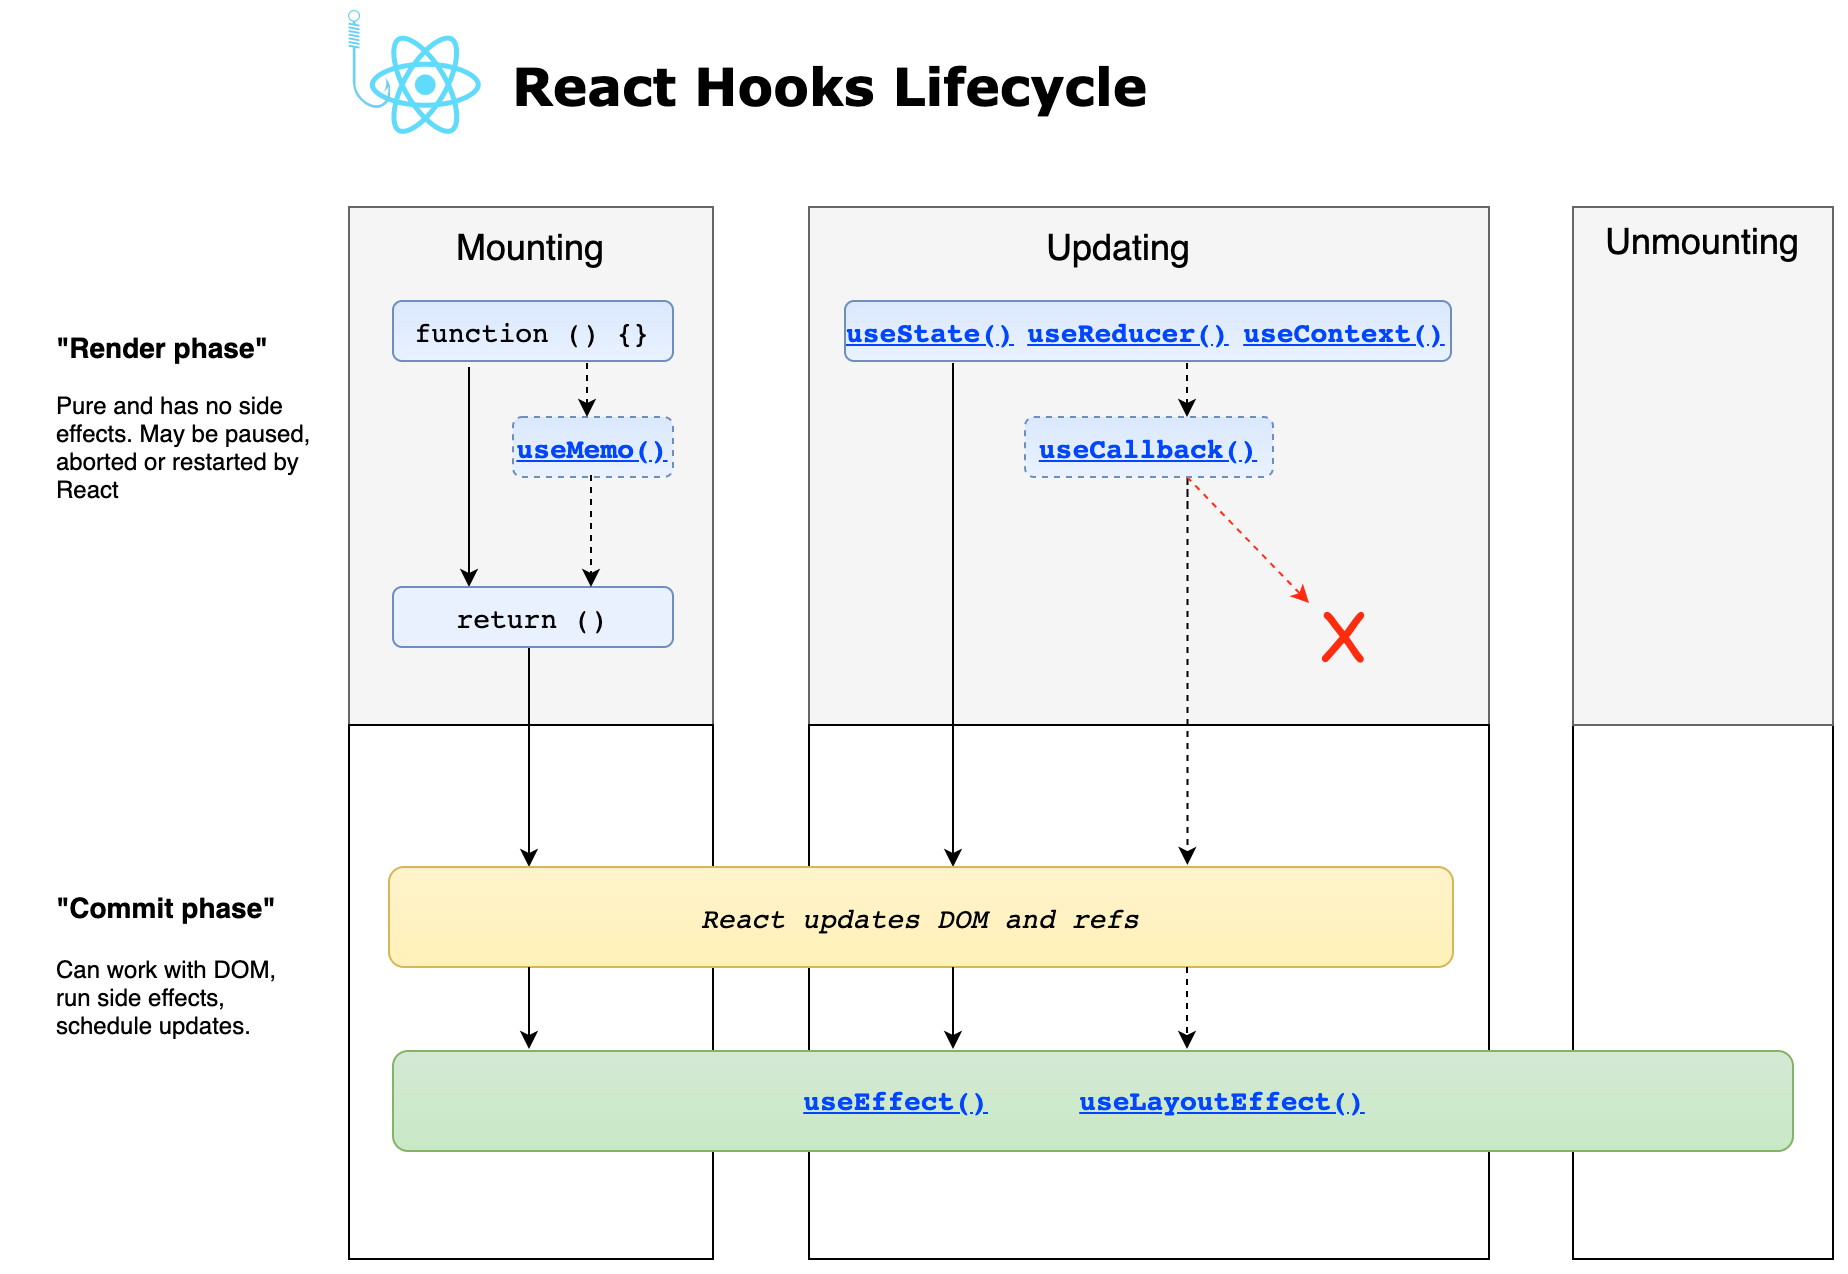 React Hooks Lifecycle
Mounting
Updating
Unmounting
"Render phase"
Pure and has no side
effects. May be paused,
aborted or restarted by
React
function () {}
useMemo()
return ()
useState() useReducer() useContext()
useCallback()
X
"Commit phase"
Can work with DOM,
run side effects,
schedule updates.
React updates DOM and refs
useEffect() useLayoutEffect()